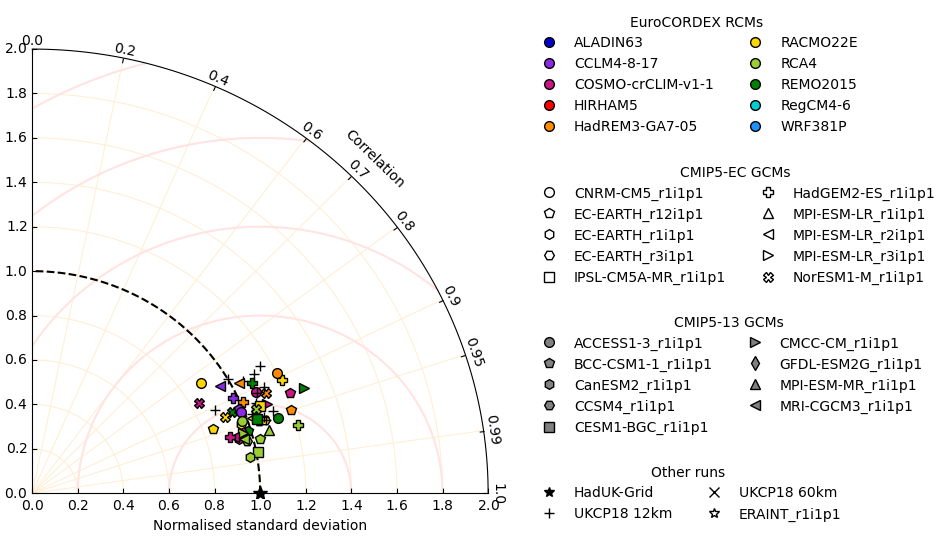 0.0
0.2
0.4
0.6
Correlation
0.7
0.8
0.9
0.95
0.99
1.0
2.0
1.8
1.6
1.4
1.2
1.0
0.8
0.6
0.4
0.2
0.0
0.0 0.2 0.4 0.6 0.8 1.0 1.2 1.4 1.6 1.8 2.0
Normalised standard deviation
EuroCORDEX RCMs
ALADIN63 RACMO22E
CCLM4-8-17 RCA4
COSMO-crCLIM-v1-1 REMO2015
HIRHAM5 RegCM4-6
HadREM3-GA7-05 WRF381P
CMIP5-EC GCMs
CNRM-CM5_r1i1p1 HadGEM2-ES_r1i1p1
EC-EARTH_r12i1p1 MPI-ESM-LR_r1i1p1
EC-EARTH_r1i1p1 MPI-ESM-LR_r2i1p1
EC-EARTH_r3i1p1 MPI-ESM-LR_r3i1p1
IPSL-CM5A-MR_r1i1p1 NorESM1-M_r1i1p1
CMIP5-13 GCMs
ACCESS1-3_r1i1p1 CMCC-CM_r1i1p1
BCC-CSM1-1_r1i1p1 GFDL-ESM2G_r1i1p1
CanESM2_r1i1p1 MPI-ESM-MR_r1i1p1
CCSM4_r1i1p1 MRI-CGCM3_r1i1p1
CESM1-BGC_r1i1p1
Other runs
HadUK-Grid UKCP18 60km
UKCP18 12km ERAINT_r1i1p1